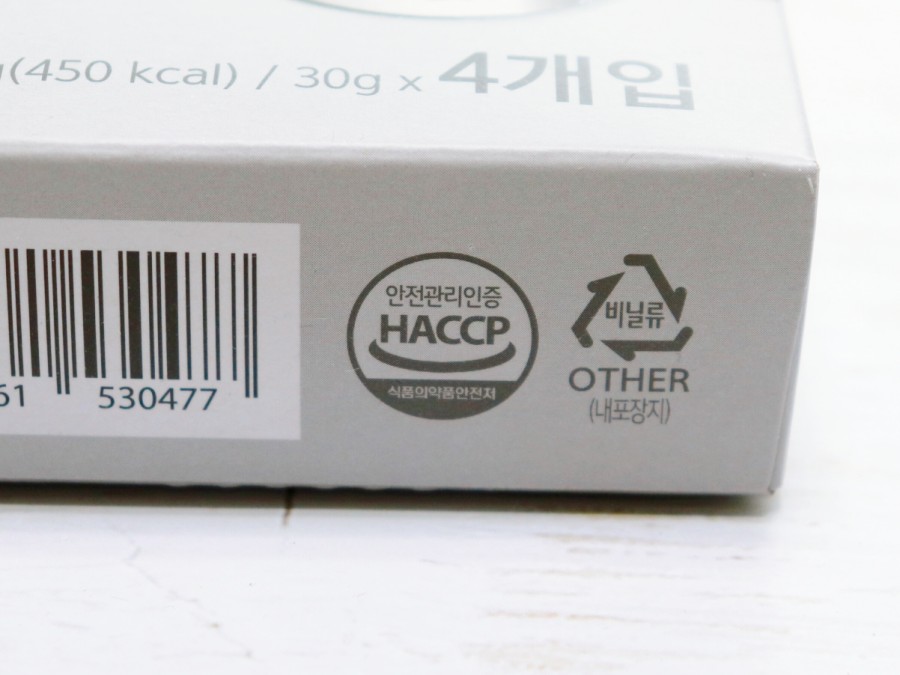 (450 kcal) / 30g x 4개입
61 530477
안전관리인증
HACCP
식품의약품안전처
비닐류
OTHER
(내포장지)